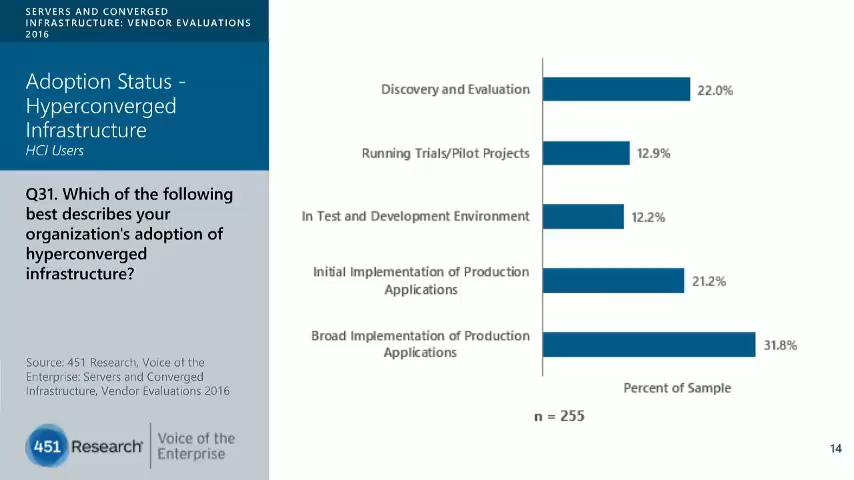 SERVERS AND CONVERGED
INFRASTRUCTURE: VENDOR EVALUATIONS
2016
Adoption Status -
Hyperconverged
Infrastructure
HCI Users
Q31. Which of the following
best describes your
organization's adoption of
hyperconverged
infrastructure?
Source: 451 Research, Voice of the
Enterprise: Servers and Converged
Infrastructure, Vendor Evaluations 2016
451 Research
Voice of the
Enterprise
Discovery and Evaluation
22.0%
Running Trials/Pilot Projects
12.9%
In Test and Development Environment
12.2%
Initial Implementation of Production
Applications
21.2%
Broad Implementation of Production
Applications
31.8%
Percent of Sample
n = 255
14